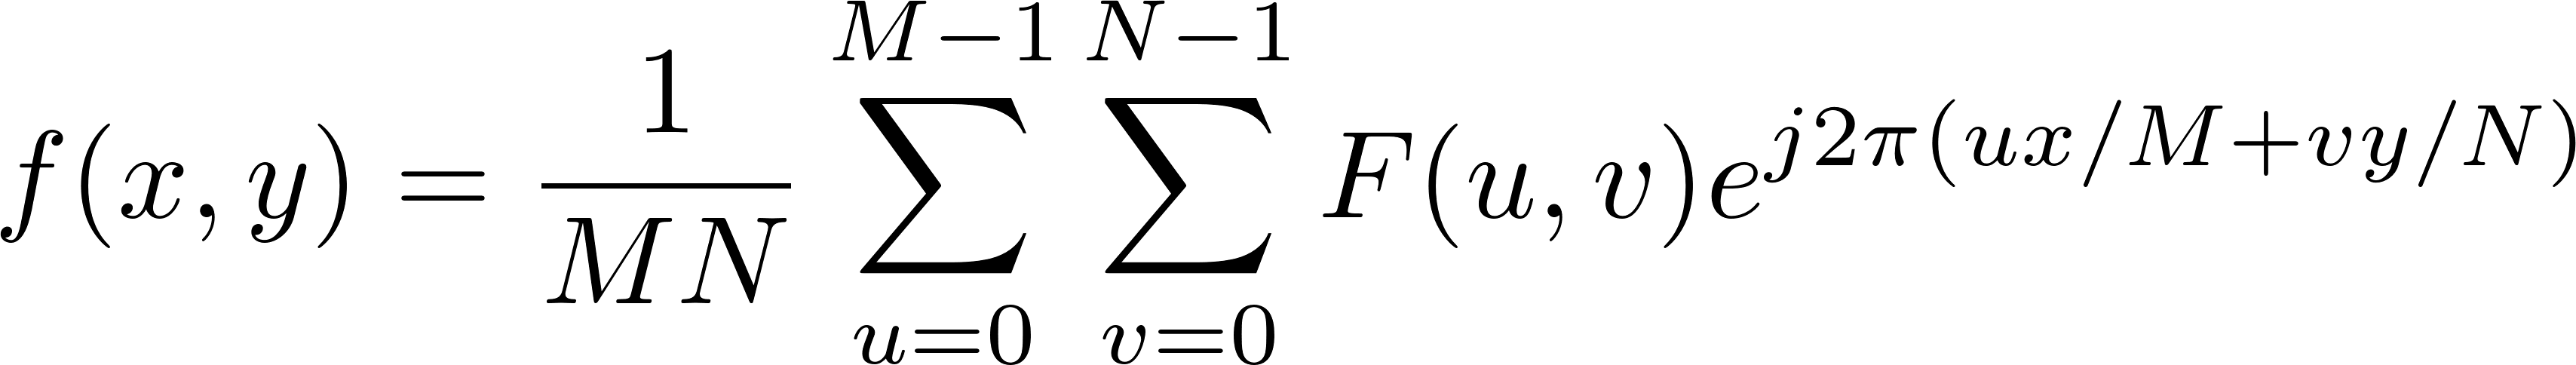 f(x, y) = \frac{1}{MN} \sum_{u=0}^{M-1} \sum_{v=0}^{N-1} F(u, v) e^{j2\pi(ux/M+vy/N)}